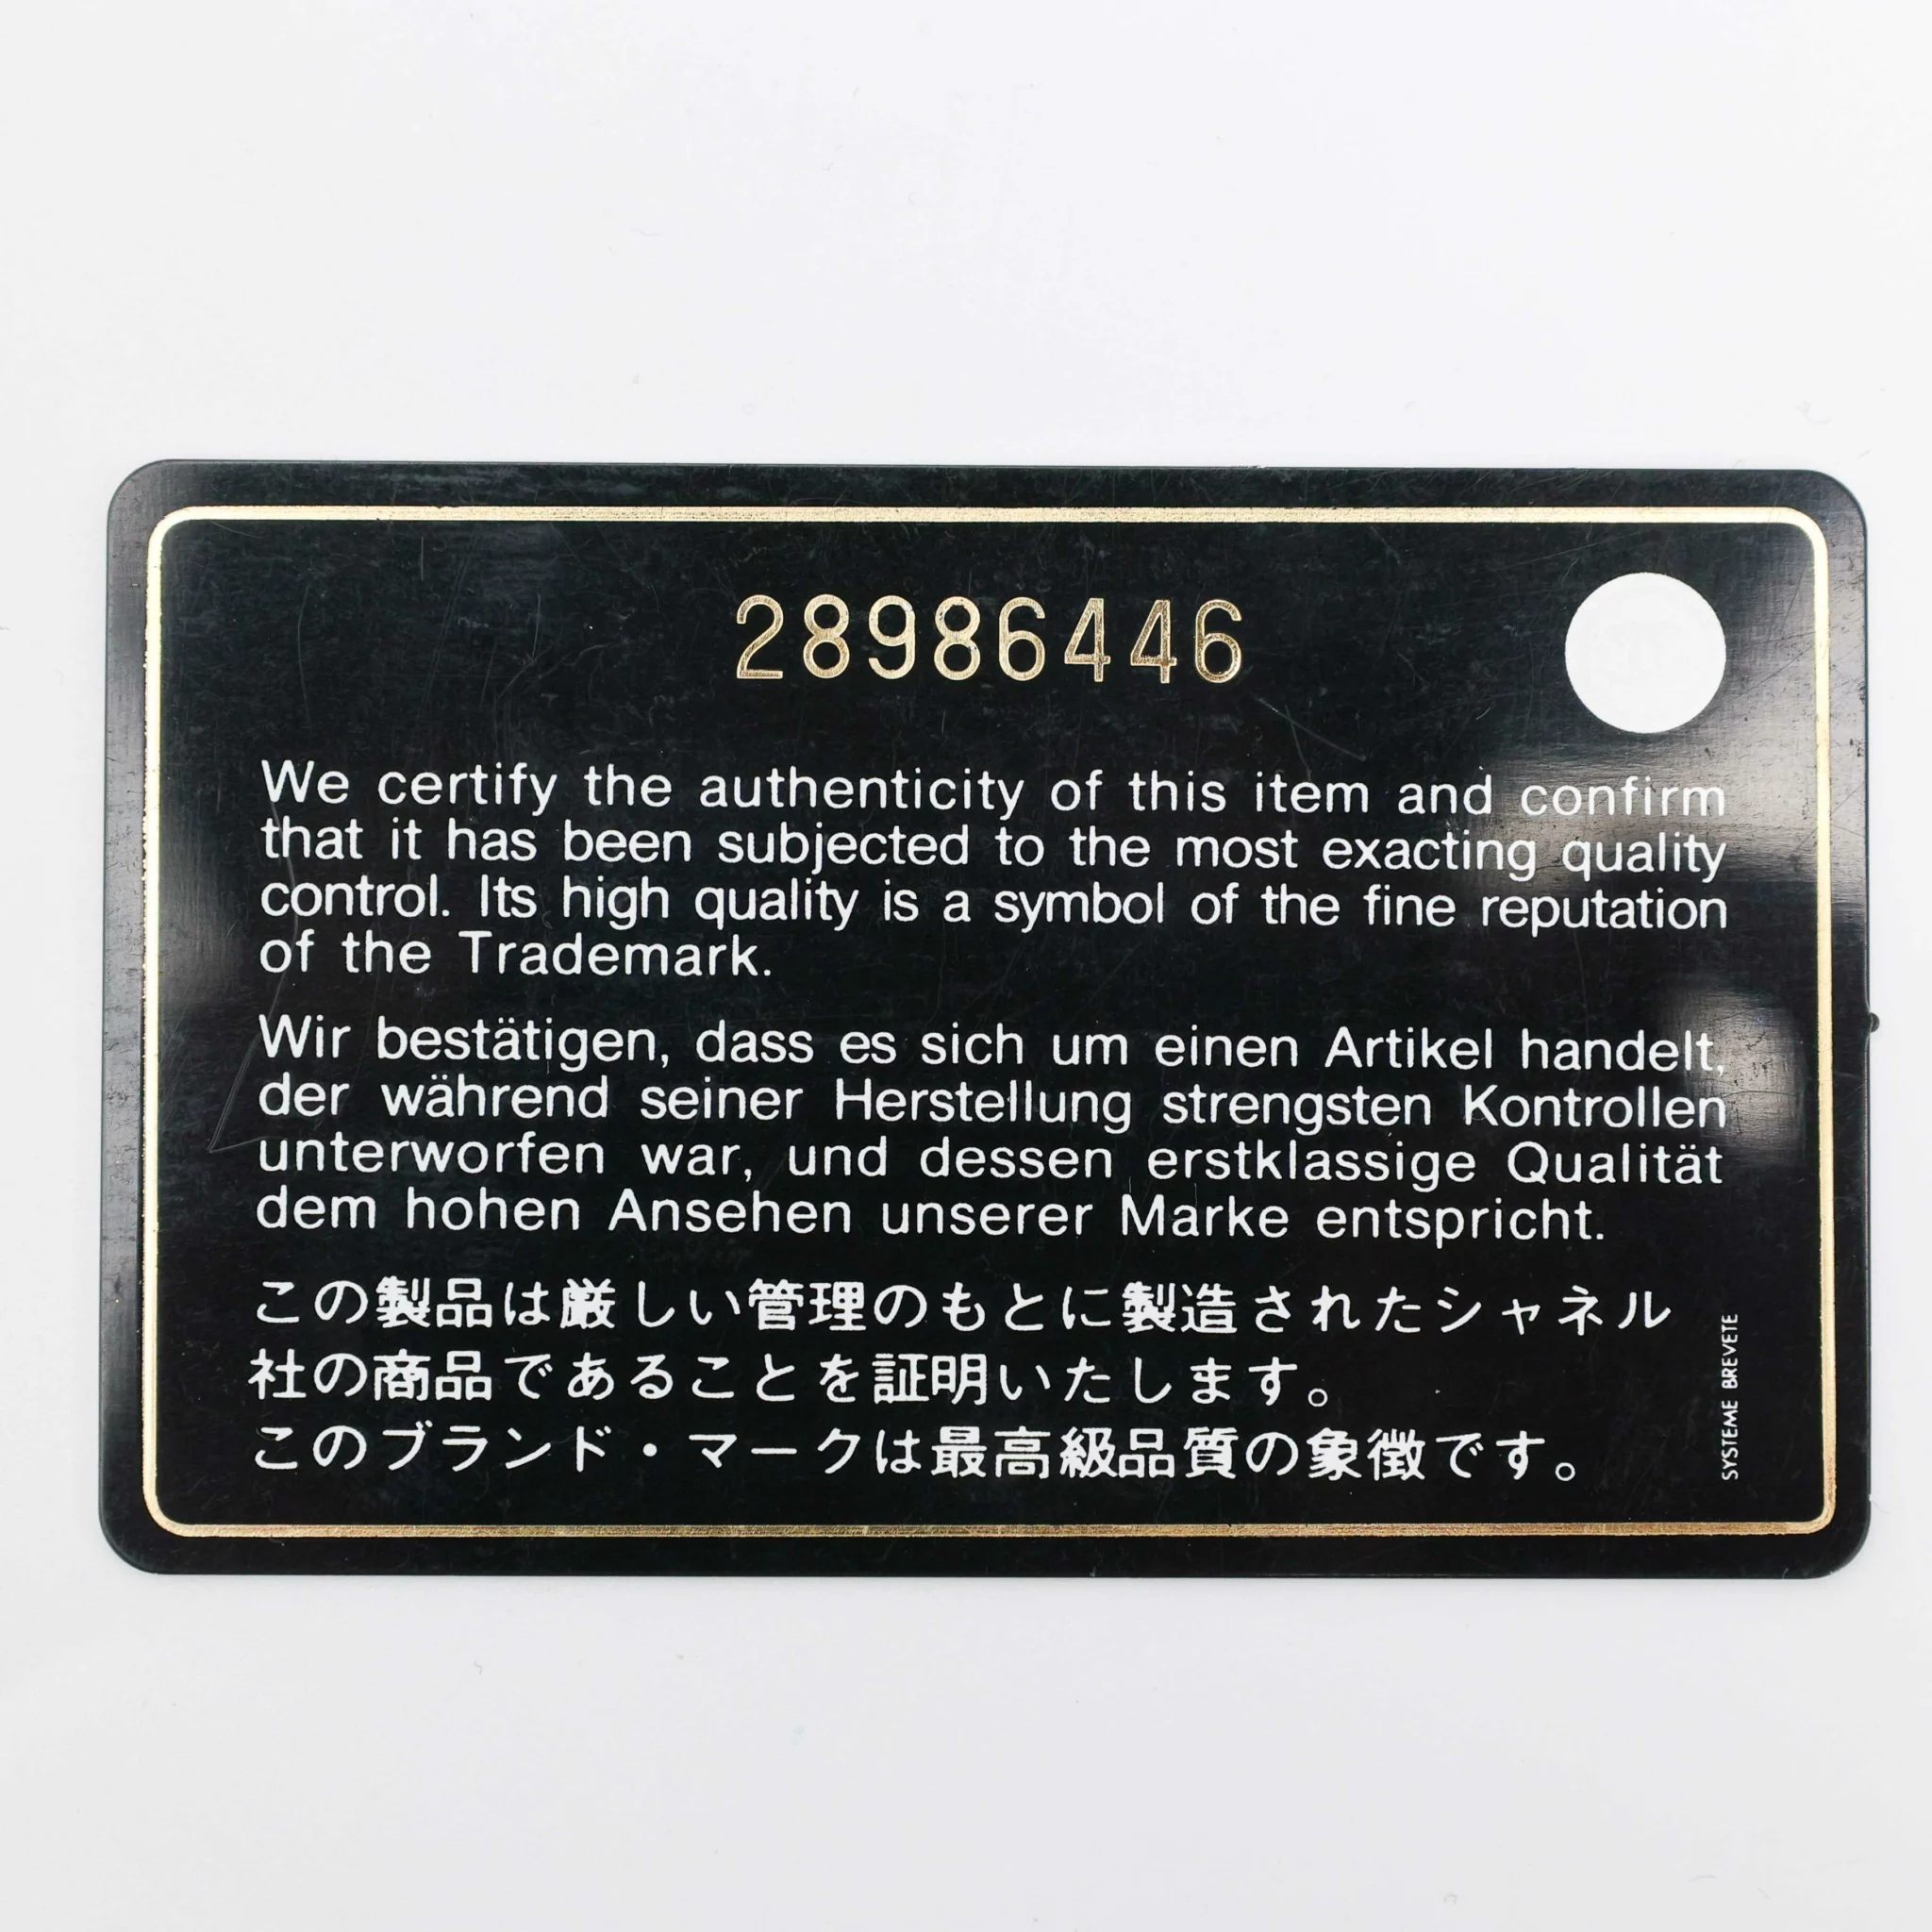 28986446
We certify the authenticity of this item and confirm
that it has been subjected to the most exacting quality
control. Its high quality is a symbol of the fine reputation
of the Trademark.
Wir bestätigen, dass es sich um einen Artikel handelt,
der während seiner Herstellung strengsten Kontrollen
unterworfen war, und dessen erstklassige Qualität
dem hohen Ansehen unserer Marke entspricht.
この製品は厳しい管理のもとに製造されたシャネル
社の商品であることを証明いたします。
このブランド・マークは最高級品質の象徴です。
SYSTEME BREVETE